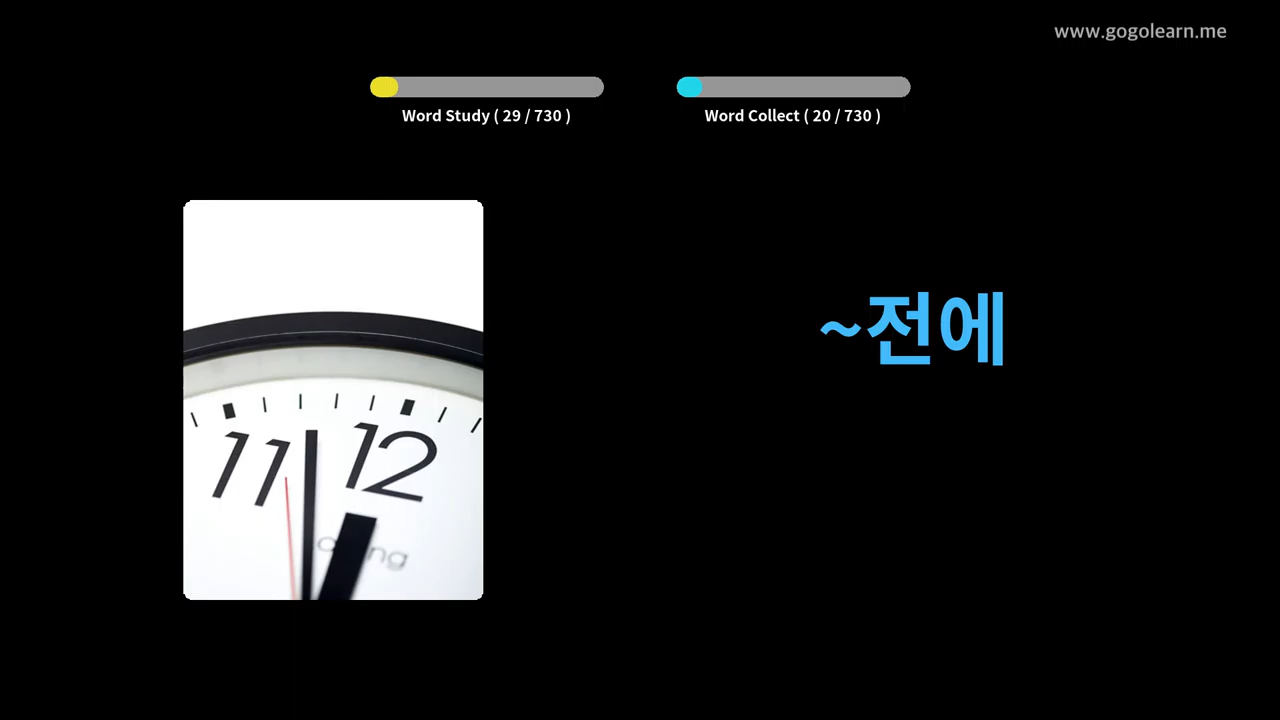 www.gogolearn.me
Word Study ( 29 / 730 )
Word Collect ( 20 / 730 )
~전에
11
12